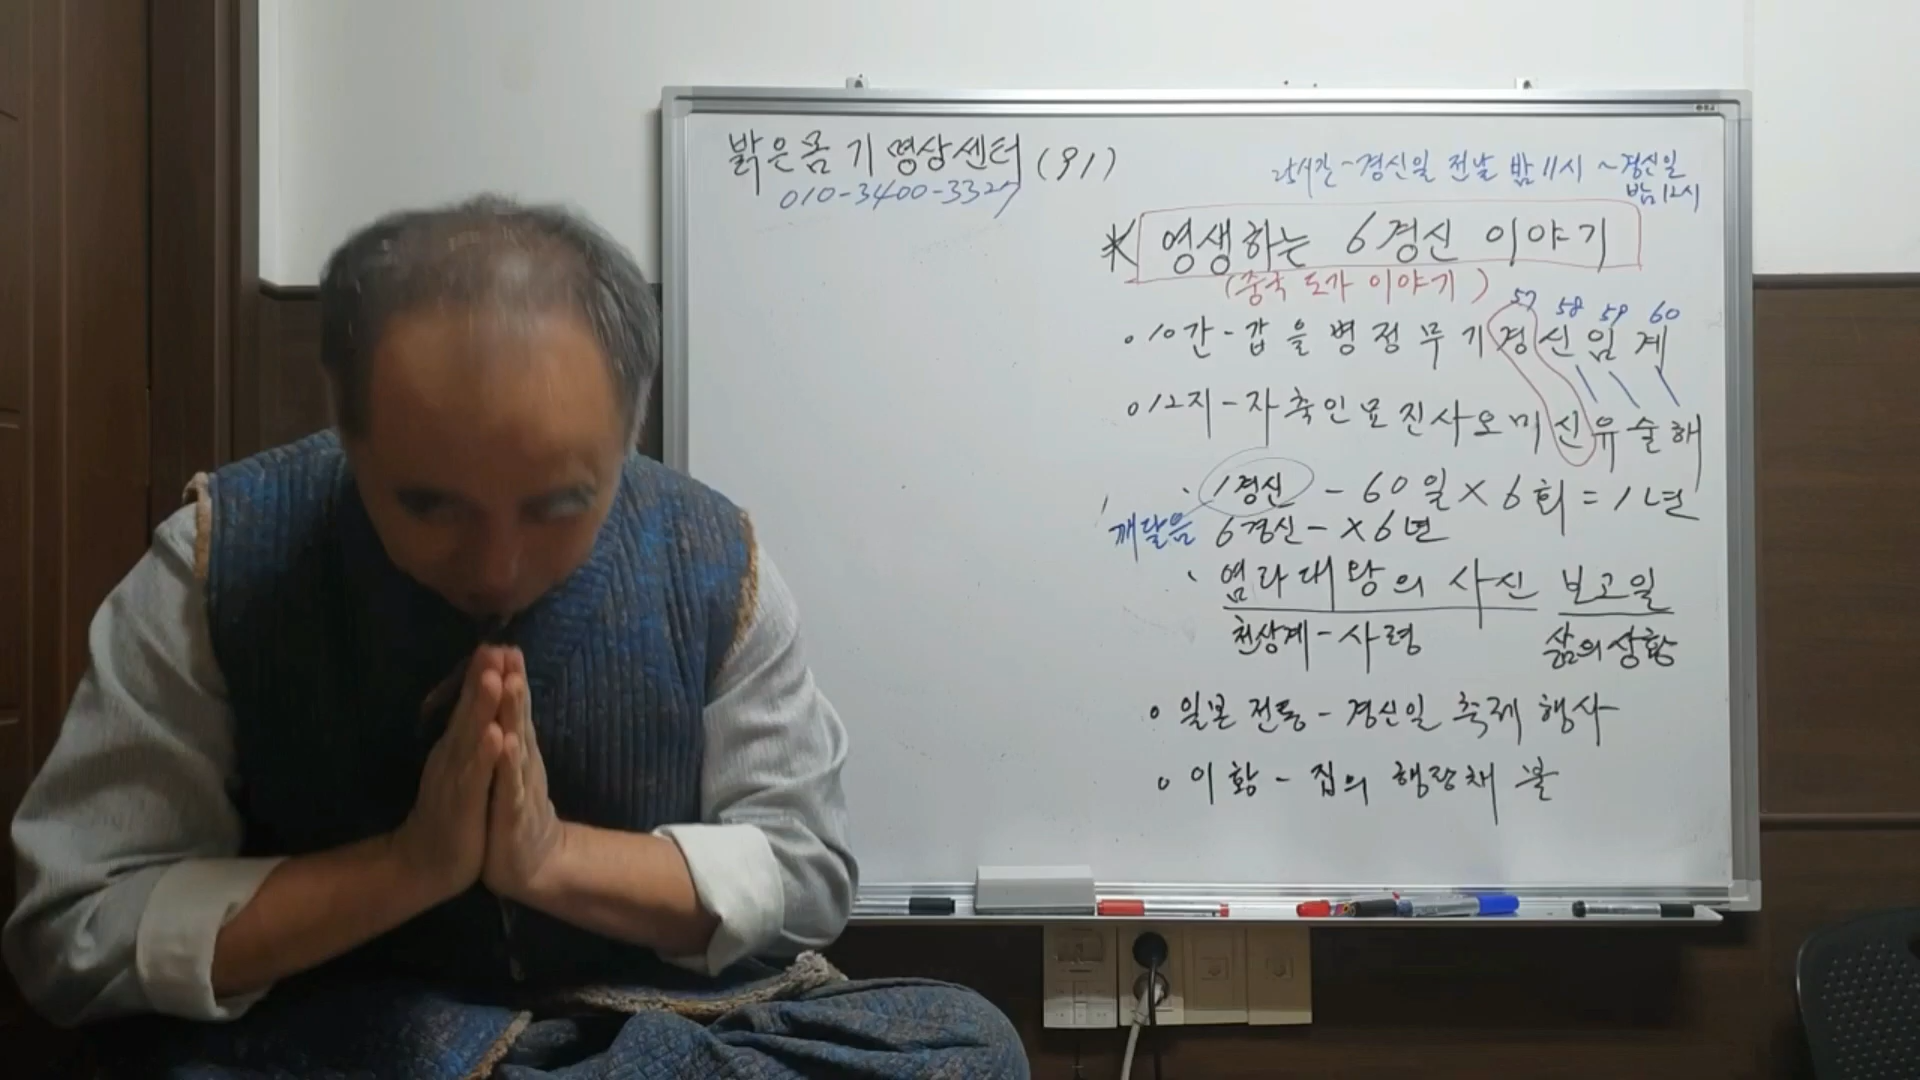 밝은몸 기명상센터 (91)
010-3400-3327
25시간-경신일 전날 밤 11시 ~경신일
밤12시
* 영생하는 6경신 이야기
(중국 도가 이야기)
57 58 59 60
o 10간-갑 을 병 정 무 기 경 신 임 계
o 12지-자 축 인 묘 진 사 오 미 신 유 술 해
1경신 - 60일 × 6회 = 1년
깨달음 6경신 - × 6년
염라대왕의 사신 보고일
천상계-사령 삶의 상황
o 일본 전통 - 경신일 축제 행사
o 이황 - 집의 행랑채 불